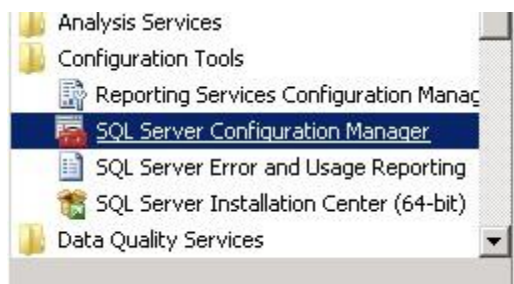 Analysis Services
Configuration Tools
Reporting Services Configuration Manag
SQL Server Configuration Manager
SQL Server Error and Usage Reporting
SQL Server Installation Center (64-bit)
Data Quality Services